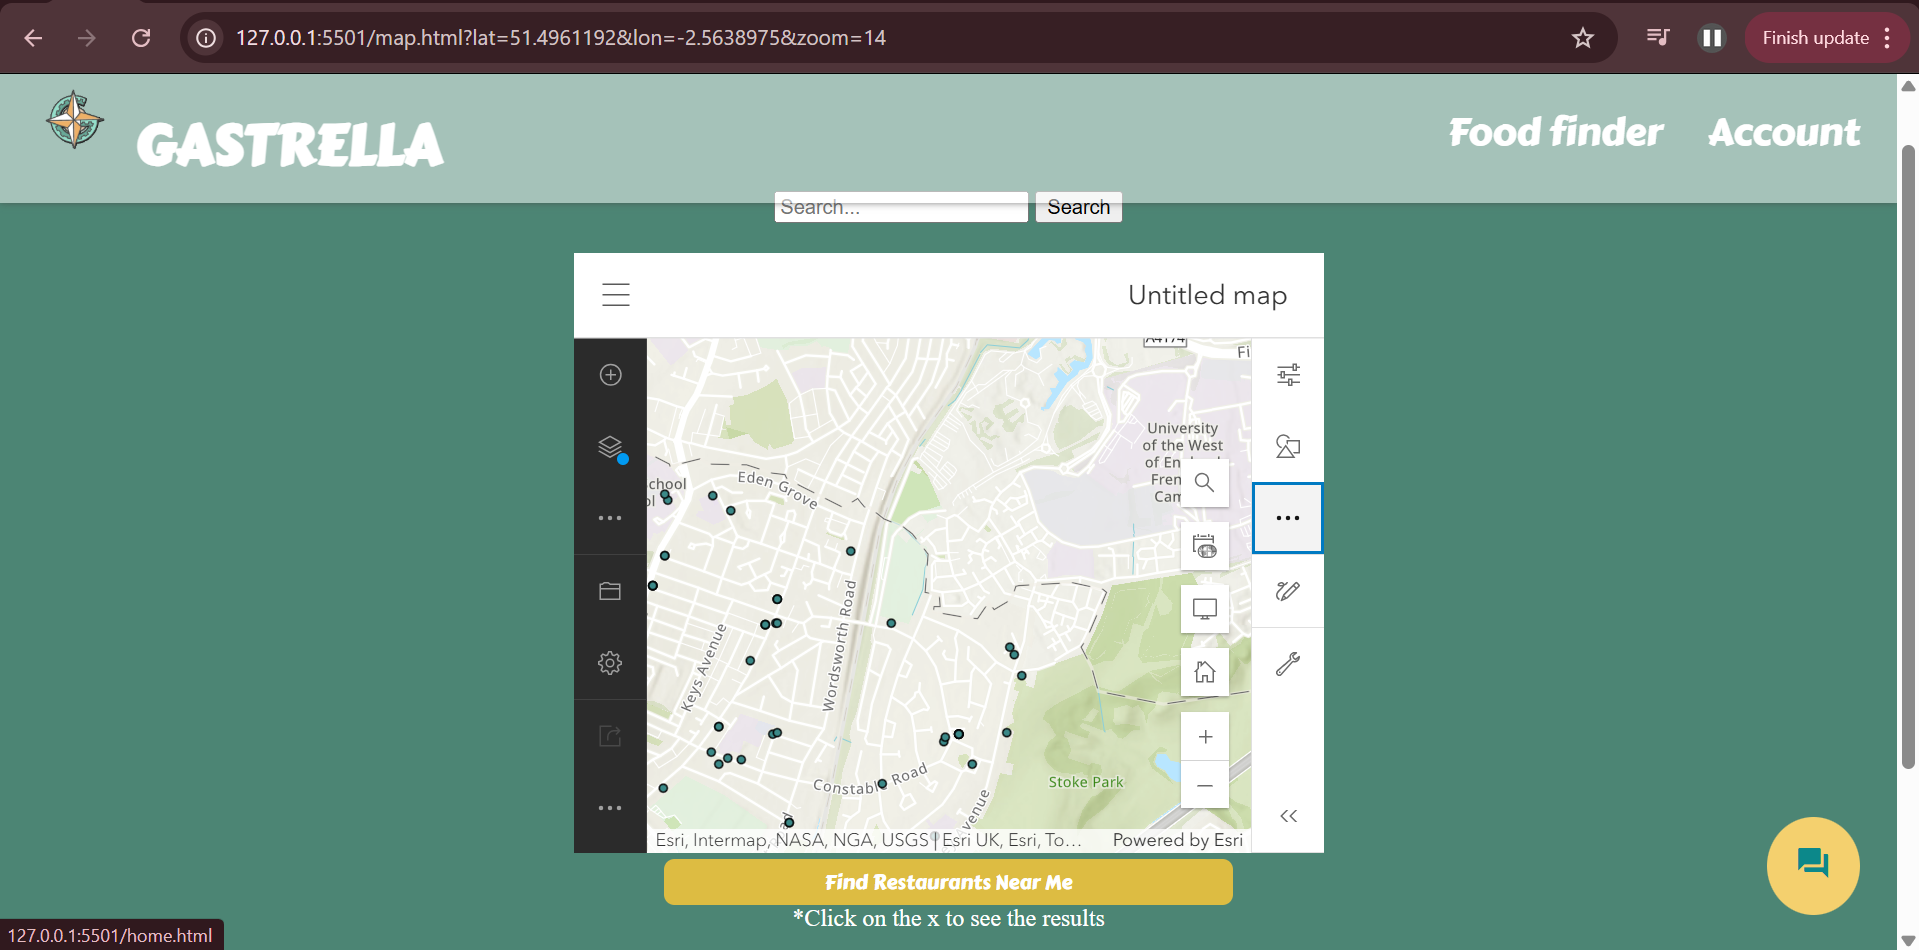 127.0.0.1:5501/map.html?lat=51.4961192&lon=-2.5638975&zoom=14
Finish update
GASTRELLA
Food finder
Account
Search...
Search
Untitled map
A4174
Fi
University
of the West
of En
Fren
Cam
chool
ol
Eden Grove
Wordsworth Road
Keys Avenue
Constable Road
venue
ad
Stoke Park
Esri, Intermap, NASA, NGA, USGS | Esri UK, Esri, To...
Powered by Esri
Find Restaurants Near Me
*Click on the x to see the results
127.0.0.1:5501/home.html